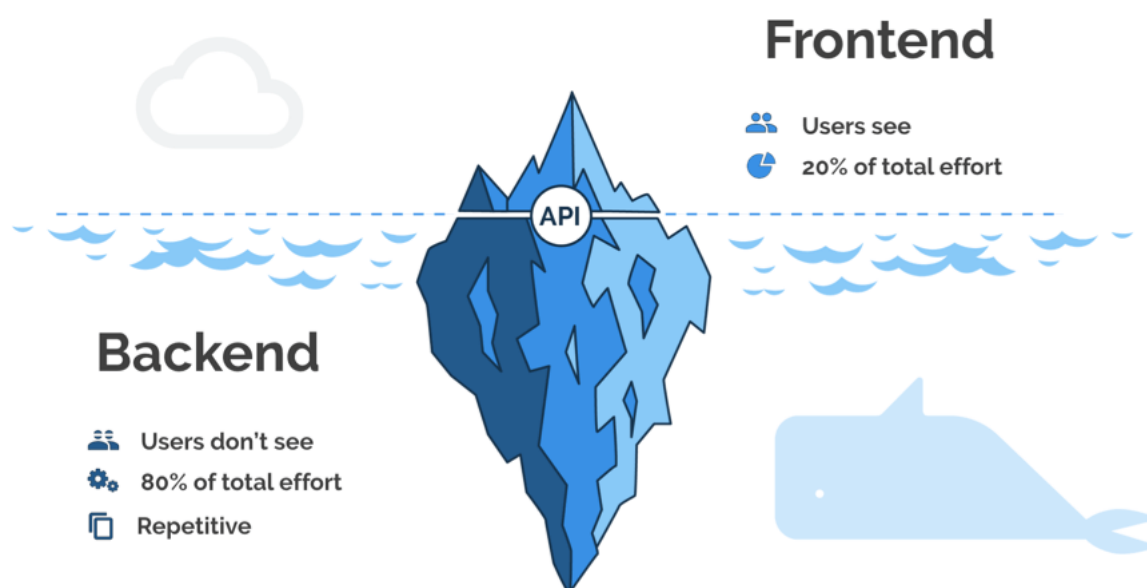 Frontend
Users see
20% of total effort
API
Backend
Users don't see
80% of total effort
Repetitive